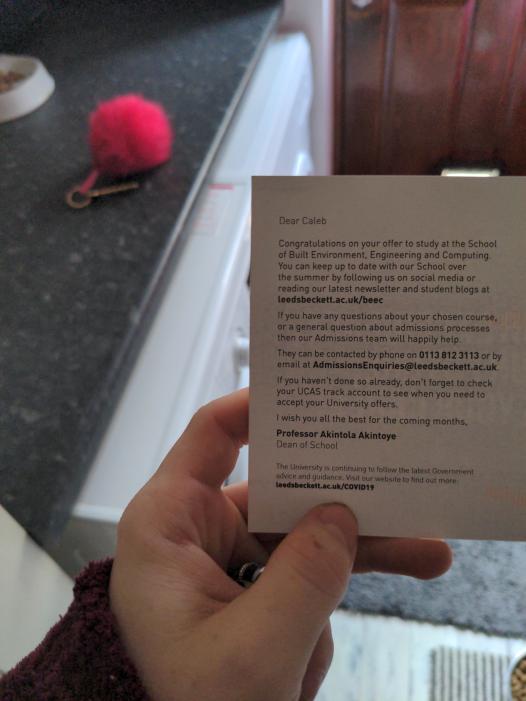 Dear Caleb
Congratulations on your offer to study at the School
of Built Environment, Engineering and Computing.
You can keep up to date with our School over
the summer by following us on social media or
reading our latest newsletter and student blogs at
leedsbeckett.ac.uk/beec
If you have any questions about your chosen course,
or a general question about admissions processes
then our Admissions team will happily help.
They can be contacted by phone on 0113 812 3113 or by
email at AdmissionsEnquiries@leedsbeckett.ac.uk.
If you haven't done so already, don't forget to check
your UCAS track account to see when you need to
accept your University offers.
I wish you all the best for the coming months,
Professor Akintola Akintoye
Dean of School
The University is continuing to follow the latest Government
advice and guidance. Visit our website to find out more:
leedsbeckett.ac.uk/COVID19